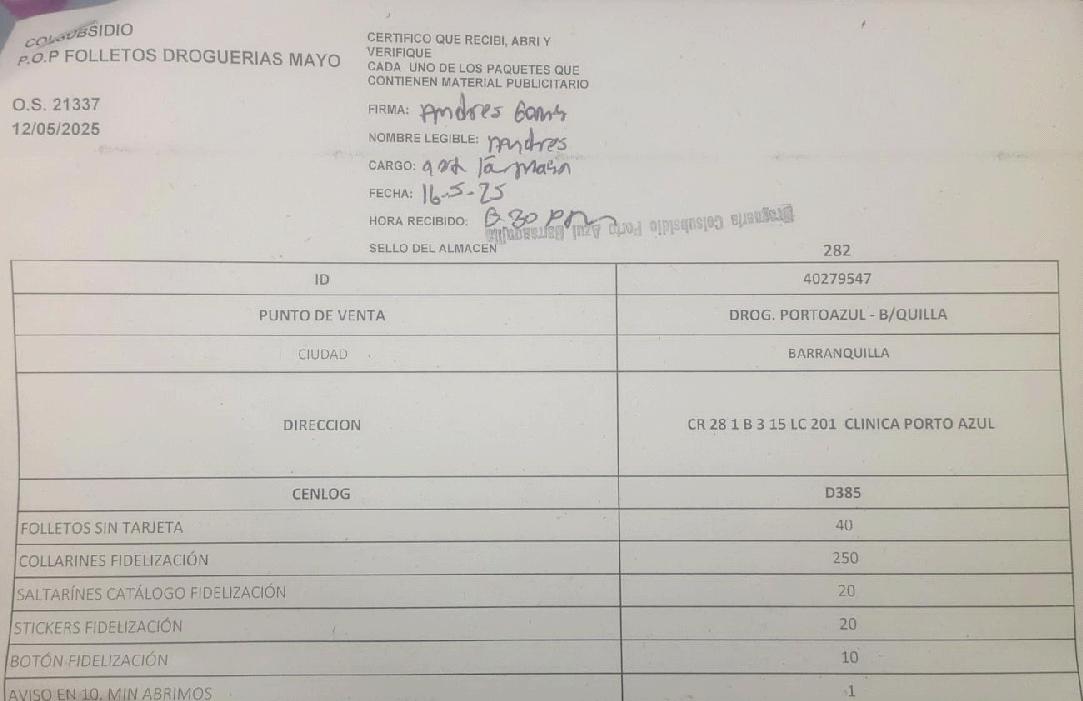 COLSUBSIDIO
P.O.P FOLLETOS DROGUERIAS MAYO
O.S. 21337
12/05/2025
CERTIFICO QUE RECIBI, ABRI Y
VERIFIQUE
CADA UNO DE LOS PAQUETES QUE
CONTIENEN MATERIAL PUBLICITARIO
FIRMA: Andres
NOMBRE LEGIBLE: Andres
CARGO:
FECHA: 16-5-25
HORA RECIBIDO: 30 PM
Drogueria Colsubsidio Porto Azul Barranquilla
SELLO DEL ALMACEN
282
ID 40279547
PUNTO DE VENTA DROG. PORTOAZUL - B/QUILLA
CIUDAD BARRANQUILLA
DIRECCION CR 28 1 B 3 15 LC 201 CLINICA PORTO AZUL
CENLOG D385
FOLLETOS SIN TARJETA 40
COLLARINES FIDELIZACIÓN 250
SALTARÍNES CATÁLOGO FIDELIZACIÓN 20
STICKERS FIDELIZACIÓN 20
BOTÓN FIDELIZACIÓN 10
AVISO EN 10. MIN ABRIMOS 1